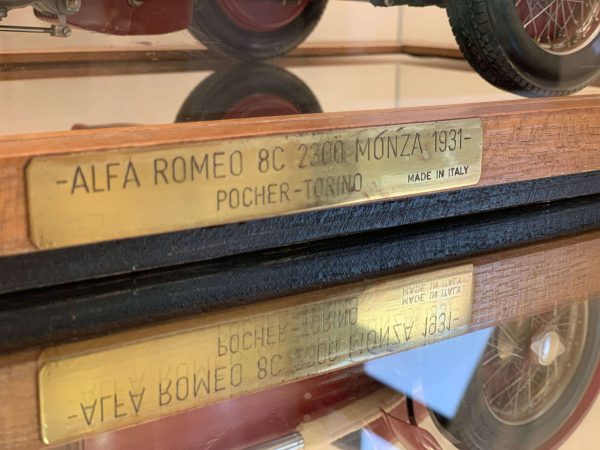 -ALFA ROMEO 8C 2300 MONZA 1931-
POCHER-TORINO MADE IN ITALY